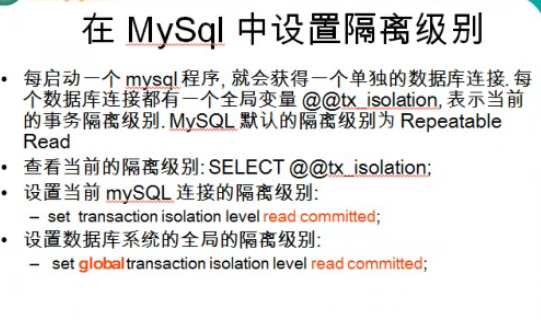 在 MySql 中设置隔离级别
• 每启动一个 mysql 程序, 就会获得一个单独的数据库连接. 每
个数据库连接都有一个全局变量 @@tx_isolation, 表示当前
的事务隔离级别. MySQL 默认的隔离级别为 Repeatable
Read
• 查看当前的隔离级别: SELECT @@tx_isolation;
• 设置当前 mySQL 连接的隔离级别:
– set transaction isolation level read committed;
• 设置数据库系统的全局的隔离级别:
– set global transaction isolation level read committed;